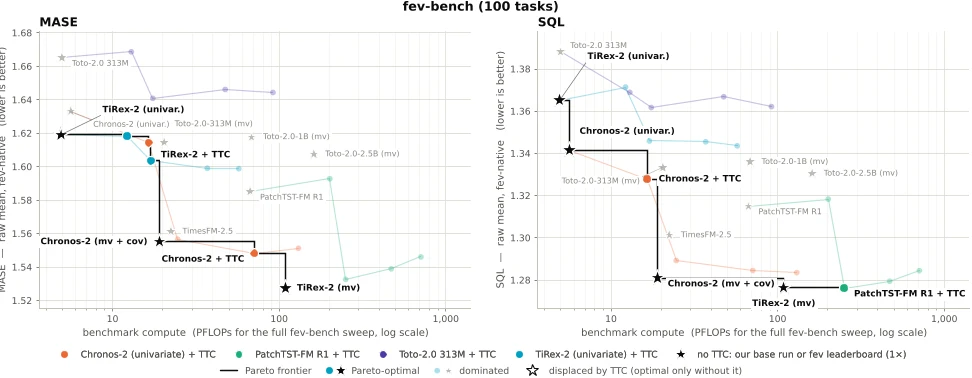 fev-bench (100 tasks)
MASE
MASE — raw mean, fev-native (lower is better)
1.68
1.66
1.64
1.62
1.60
1.58
1.56
1.54
1.52
Toto-2.0 313M
TiRex-2 (univar.)
Chronos-2 (univar.)
Toto-2.0-313M (mv)
Toto-2.0-1B (mv)
TiRex-2 + TTC
Toto-2.0-2.5B (mv)
PatchTST-FM R1
TimesFM-2.5
Chronos-2 (mv + cov)
Chronos-2 + TTC
TiRex-2 (mv)
10
100
1,000
benchmark compute (PFLOPs for the full fev-bench sweep, log scale)
SQL
SQL — raw mean, fev-native (lower is better)
1.38
1.36
1.34
1.32
1.30
1.28
Toto-2.0 313M
TiRex-2 (univar.)
Chronos-2 (univar.)
Toto-2.0-1B (mv)
Toto-2.0-2.5B (mv)
Toto-2.0-313M (mv)
Chronos-2 + TTC
PatchTST-FM R1
TimesFM-2.5
Chronos-2 (mv + cov)
PatchTST-FM R1 + TTC
TiRex-2 (mv)
10
100
1,000
benchmark compute (PFLOPs for the full fev-bench sweep, log scale)
Chronos-2 (univariate) + TTC
PatchTST-FM R1 + TTC
Toto-2.0 313M + TTC
TiRex-2 (univariate) + TTC
no TTC: our base run or fev leaderboard (1×)
Pareto frontier
Pareto-optimal
dominated
displaced by TTC (optimal only without it)